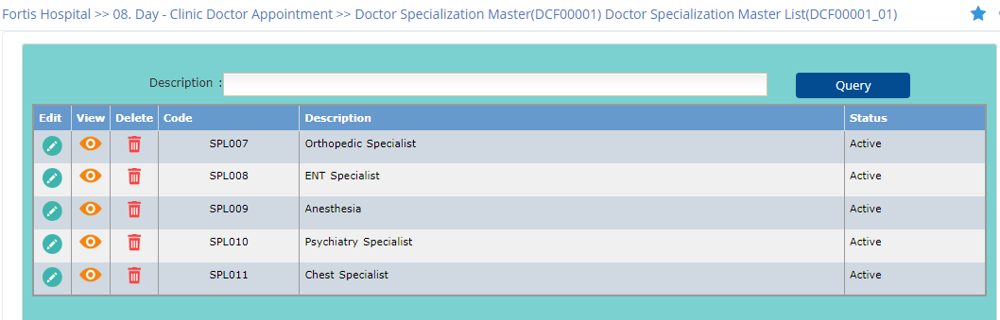 Fortis Hospital >> 08. Day - Clinic Doctor Appointment >> Doctor Specialization Master(DCF00001) Doctor Specialization Master List(DCF00001_01)
Description : Query
Edit View Delete Code Description Status
SPL007 Orthopedic Specialist Active
SPL008 ENT Specialist Active
SPL009 Anesthesia Active
SPL010 Psychiatry Specialist Active
SPL011 Chest Specialist Active